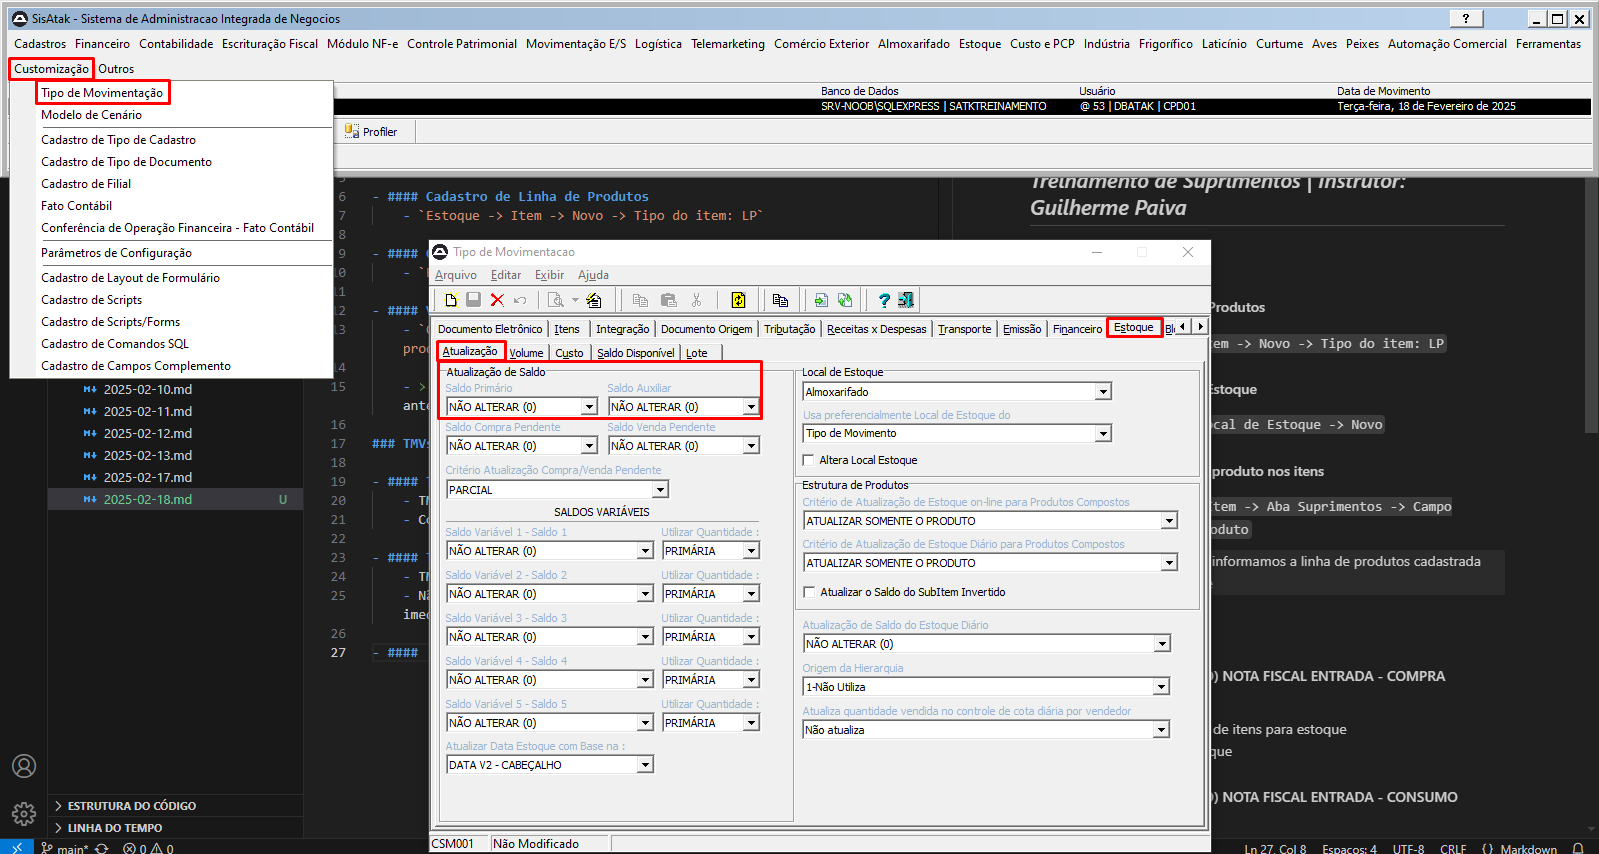 SisAtak - Sistema de Administracao Integrada de Negocios
Cadastros Financeiro Contabilidade Escrituração Fiscal Módulo NF-e Controle Patrimonial Movimentação E/S Logística Telemarketing Comércio Exterior Almoxarifado Estoque Custo e PCP Indústria Frigorífico Laticínio Curtume Aves Peixes Automação Comercial Ferramentas
Customização Outros
Tipo de Movimentação
Modelo de Cenário
Cadastro de Tipo de Cadastro
Cadastro de Tipo de Documento
Cadastro de Filial
Fato Contábil
Conferência de Operação Financeira - Fato Contábil
Parâmetros de Configuração
Cadastro de Layout de Formulário
Cadastro de Scripts
Cadastro de Scripts/Forms
Cadastro de Comandos SQL
Cadastro de Campos Complemento
Banco de Dados Usuário Data de Movimento
SRV-NOOB\SQLEXPRESS | SATKTREINAMENTO @ 53 | DBATAK | CPD01 Terça-feira, 18 de Fevereiro de 2025
Profiler
2025-02-10.md
2025-02-11.md
2025-02-12.md
2025-02-13.md
2025-02-17.md
2025-02-18.md U
ESTRUTURA DO CÓDIGO
LINHA DO TEMPO
6 - #### Cadastro de Linha de Produtos
7 - `Estoque -> Item -> Novo -> Tipo do item: LP`
8
9 - ####
10 - `
11
12 - ####
13 - `
prod
14
15 - >
ante
16
17 ### TMVs
18
19 - ####
20 - TM
21 - Co
22
23 - ####
24 - TM
25 - Nã
imed
26
27 - ####
Tipo de Movimentacao
Arquivo Editar Exibir Ajuda
Documento Eletrônico Itens Integração Documento Origem Tributação Receitas x Despesas Transporte Emissão Financeiro Estoque
Atualização Volume Custo Saldo Disponível Lote
Atualização de Saldo
Saldo Primário Saldo Auxiliar
NÃO ALTERAR (0) NÃO ALTERAR (0)
Saldo Compra Pendente Saldo Venda Pendente
NÃO ALTERAR (0) NÃO ALTERAR (0)
Critério Atualização Compra/Venda Pendente
PARCIAL
SALDOS VARIÁVEIS
Saldo Variável 1 - Saldo 1 Utilizar Quantidade :
NÃO ALTERAR (0) PRIMÁRIA
Saldo Variável 2 - Saldo 2 Utilizar Quantidade :
NÃO ALTERAR (0) PRIMÁRIA
Saldo Variável 3 - Saldo 3 Utilizar Quantidade :
NÃO ALTERAR (0) PRIMÁRIA
Saldo Variável 4 - Saldo 4 Utilizar Quantidade :
NÃO ALTERAR (0) PRIMÁRIA
Saldo Variável 5 - Saldo 5 Utilizar Quantidade :
NÃO ALTERAR (0) PRIMÁRIA
Atualizar Data Estoque com Base na :
DATA V2 - CABEÇALHO
Local de Estoque
Almoxarifado
Usa preferencialmente Local de Estoque do
Tipo de Movimento
Altera Local Estoque
Estrutura de Produtos
Critério de Atualização de Estoque on-line para Produtos Compostos
ATUALIZAR SOMENTE O PRODUTO
Critério de Atualização de Estoque Diário para Produtos Compostos
ATUALIZAR SOMENTE O PRODUTO
Atualizar o Saldo do SubItem Invertido
Atualização de Saldo do Estoque Diário
NÃO ALTERAR (0)
Origem da Hierarquia
1-Não Utiliza
Atualiza quantidade vendida no controle de cota diária por vendedor
Não atualiza
CSM001 Não Modificado
Treinamento de Suprimentos | Instrutor:
Guilherme Paiva
Produtos
tem -> Novo -> Tipo do item: LP
Estoque
ocal de Estoque -> Novo
produto nos itens
tem -> Aba Suprimentos -> Campo
oduto
informamos a linha de produtos cadastrada
) NOTA FISCAL ENTRADA - COMPRA
de itens para estoque
que
) NOTA FISCAL ENTRADA - CONSUMO
main* 0 0
Ln 27, Col 8 Espaços: 4 UTF-8 CRLF {} Markdown